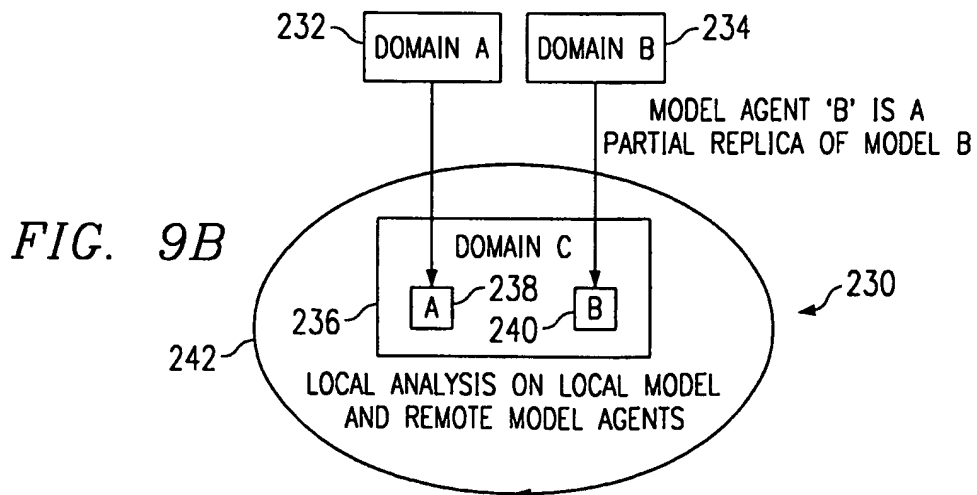 232
DOMAIN A
DOMAIN B
234
MODEL AGENT 'B' IS A
PARTIAL REPLICA OF MODEL B
FIG. 9B
DOMAIN C
236
A
238
240
B
230
242
LOCAL ANALYSIS ON LOCAL MODEL
AND REMOTE MODEL AGENTS